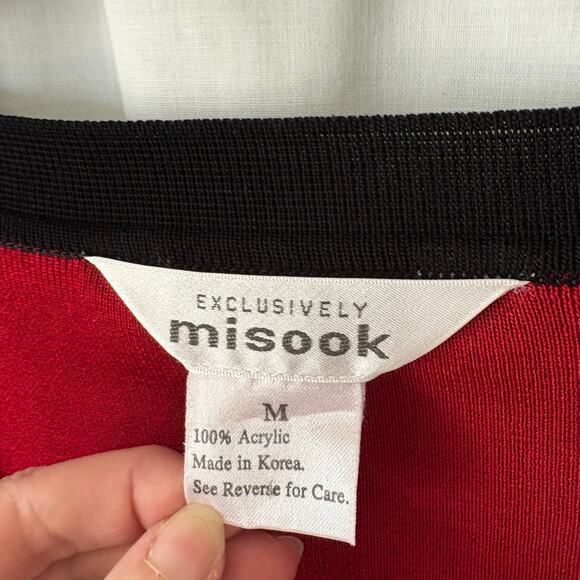 EXCLUSIVELY
misook
M
100% Acrylic
Made in Korea.
See Reverse for Care.